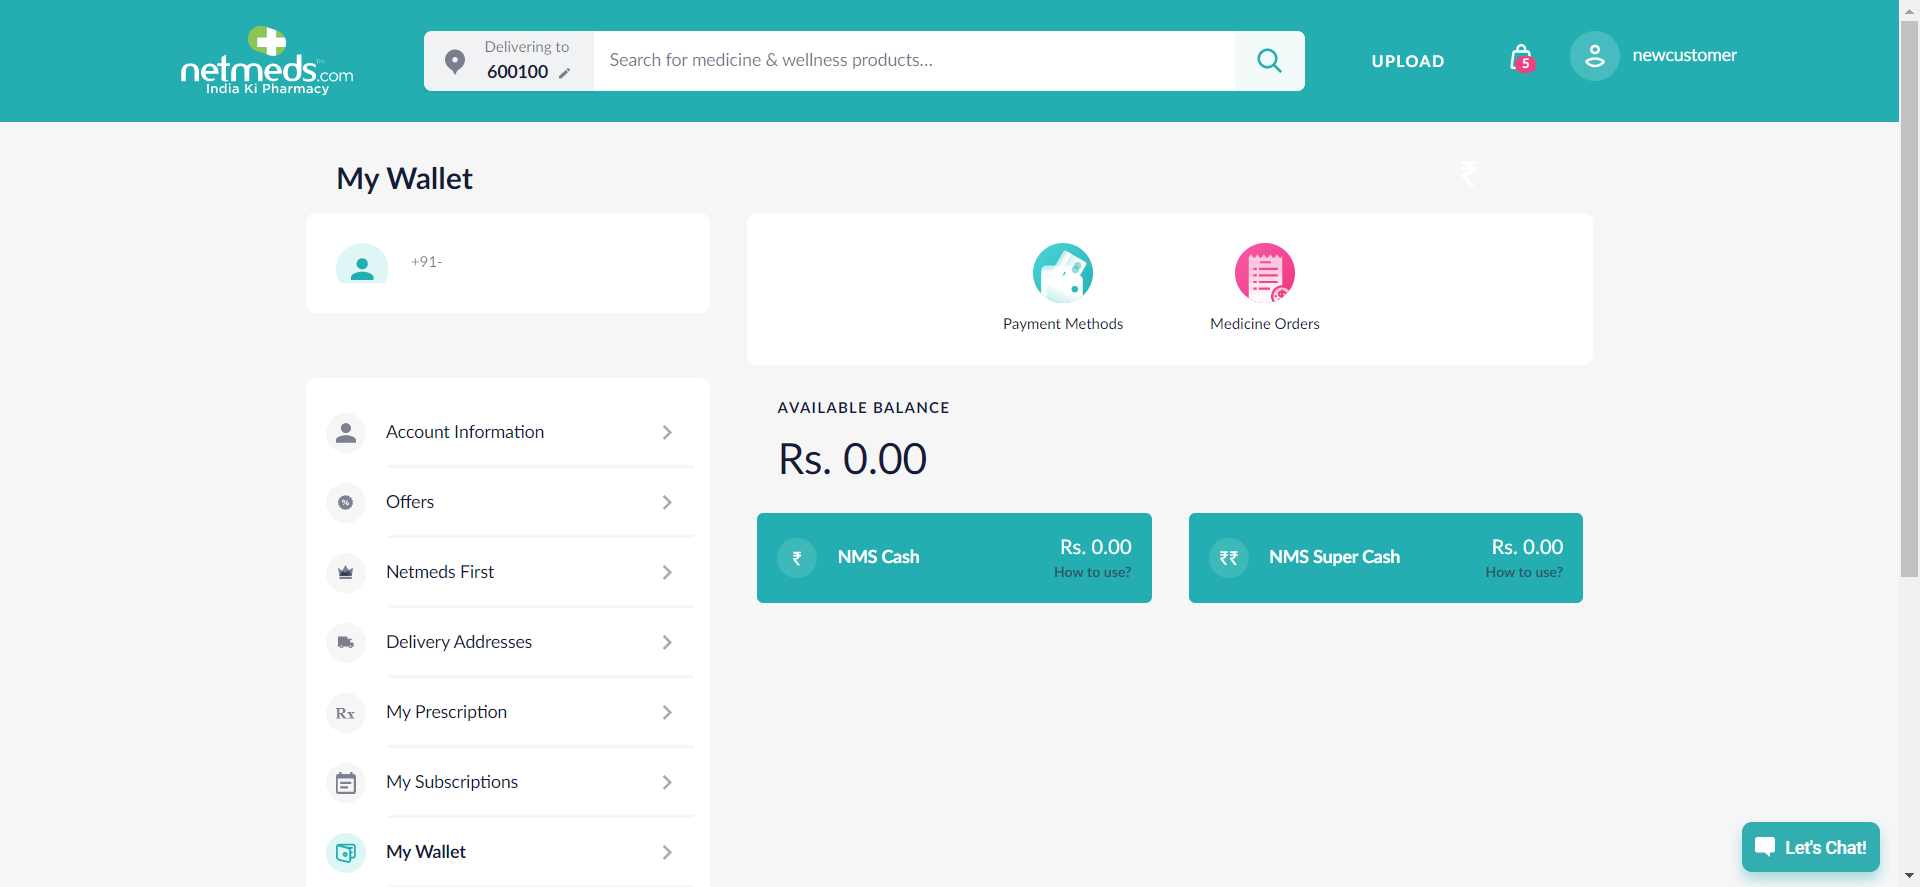 netmeds.com
India Ki Pharmacy
Delivering to
600100
Search for medicine & wellness products...
UPLOAD
5
newcustomer
My Wallet
₹
+91-
Payment Methods
Medicine Orders
AVAILABLE BALANCE
Rs. 0.00
₹
NMS Cash
Rs. 0.00
How to use?
₹₹
NMS Super Cash
Rs. 0.00
How to use?
Account Information
%
Offers
Netmeds First
Delivery Addresses
Rx
My Prescription
My Subscriptions
My Wallet
Let's Chat!